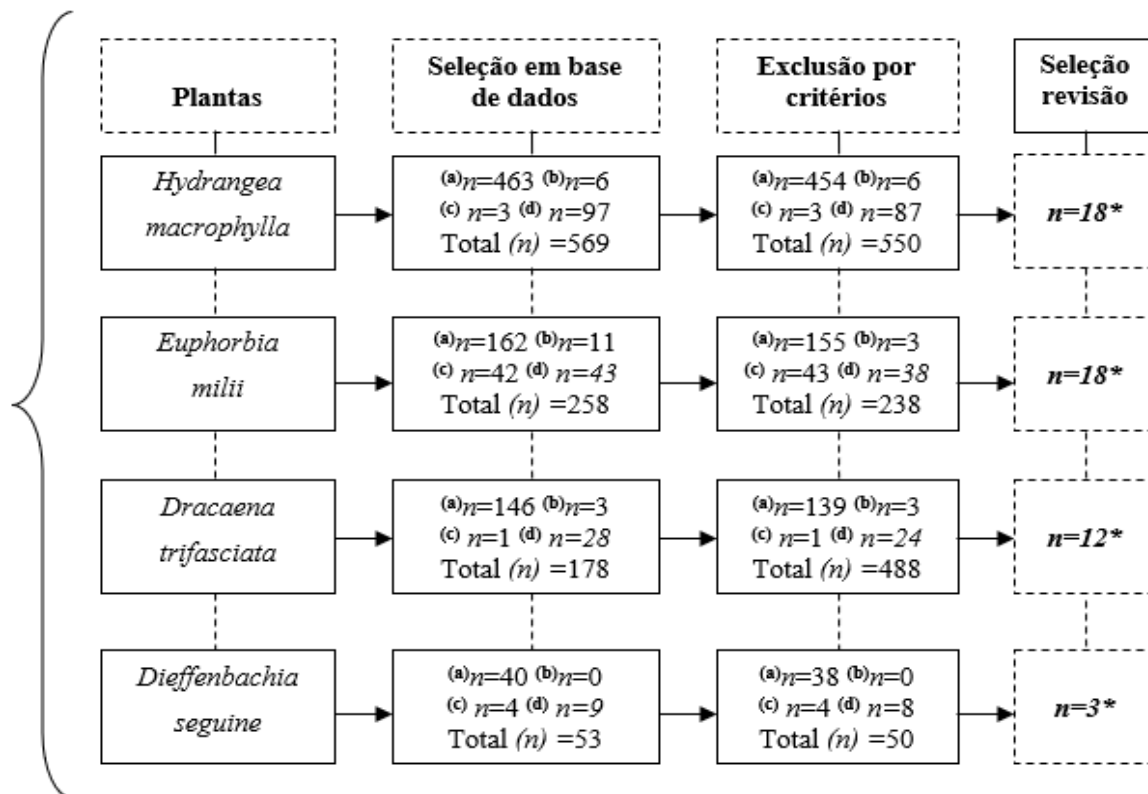 Plantas
Seleção em base
de dados
Exclusão por
critérios
Seleção
revisão
Hydrangea
macrophylla
(a)n=463 (b)n=6
(c) n=3 (d) n=97
Total (n) =569
(a)n=454 (b)n=6
(c) n=3 (d) n=87
Total (n) =550
n=18*
Euphorbia
milii
(a)n=162 (b)n=11
(c) n=42 (d) n=43
Total (n) =258
(a)n=155 (b)n=3
(c) n=43 (d) n=38
Total (n) =238
n=18*
Dracaena
trifasciata
(a)n=146 (b)n=3
(c) n=1 (d) n=28
Total (n) =178
(a)n=139 (b)n=3
(c) n=1 (d) n=24
Total (n) =488
n=12*
Dieffenbachia
seguine
(a)n=40 (b)n=0
(c) n=4 (d) n=9
Total (n) =53
(a)n=38 (b)n=0
(c) n=4 (d) n=8
Total (n) =50
n=3*